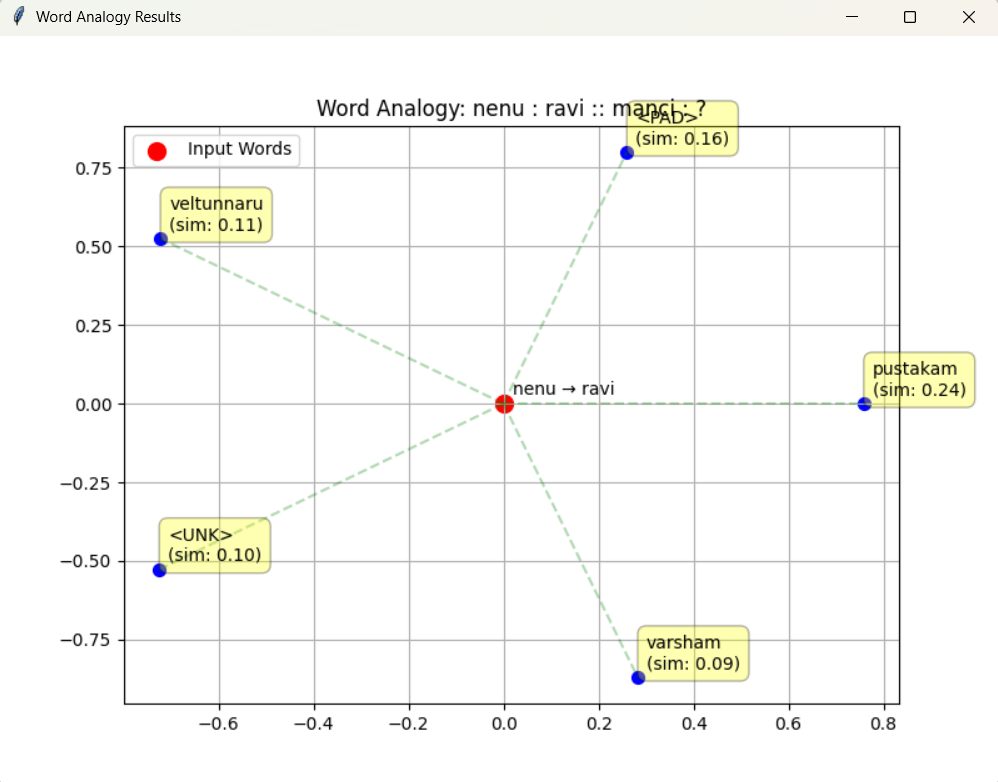 Word Analogy Results
Word Analogy: nenu : ravi :: manci : ?
<PAD>
(sim: 0.16)
Input Words
0.75
veltunnaru
(sim: 0.11)
0.50
0.25
pustakam
(sim: 0.24)
nenu → ravi
0.00
−0.25
<UNK>
(sim: 0.10)
−0.50
varsham
(sim: 0.09)
−0.75
−0.6 −0.4 −0.2 0.0 0.2 0.4 0.6 0.8